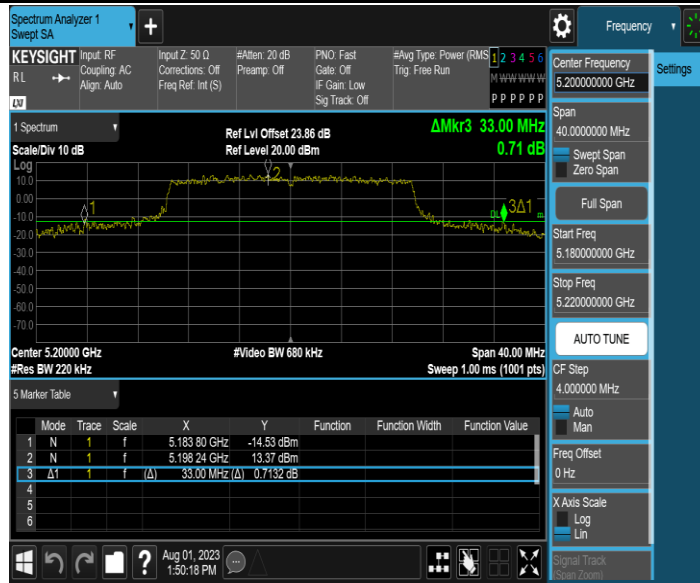 Spectrum Analyzer 1
Swept SA
+
Frequency
KEYSIGHT
RL
LXI
Input: RF
Coupling: AC
Align: Auto
Input Z: 50 Ω
Corrections: Off
Freq Ref: Int (S)
#Atten: 20 dB
Preamp: Off
PNO: Fast
Gate: Off
IF Gain: Low
Sig Track: Off
#Avg Type: Power (RMS
Trig: Free Run
1 2 3 4 5 6
M W W W W W
P P P P P P
Center Frequency
5.200000000 GHz
Settings
Span
40.0000000 MHz
Swept Span
Zero Span
Full Span
Start Freq
5.180000000 GHz
Stop Freq
5.220000000 GHz
AUTO TUNE
CF Step
4.000000 MHz
Auto
Man
Freq Offset
0 Hz
X Axis Scale
Log
Lin
Signal Track
(Span Zoom)
1 Spectrum
Scale/Div 10 dB
Ref Lvl Offset 23.86 dB
Ref Level 20.00 dBm
ΔMkr3 33.00 MHz
0.71 dB
Log
10.0
0.00
-10.0
-20.0
-30.0
-40.0
-50.0
-60.0
-70.0
1
2
3Δ1
DL
Center 5.20000 GHz
#Res BW 220 kHz
#Video BW 680 kHz
Span 40.00 MHz
Sweep 1.00 ms (1001 pts)
5 Marker Table
Mode Trace Scale X Y Function Function Width Function Value
1 N 1 f 5.183 80 GHz -14.53 dBm
2 N 1 f 5.198 24 GHz 13.37 dBm
3 Δ1 1 f (Δ) 33.00 MHz (Δ) 0.7132 dB
4
5
6
?
Aug 01, 2023
1:50:18 PM